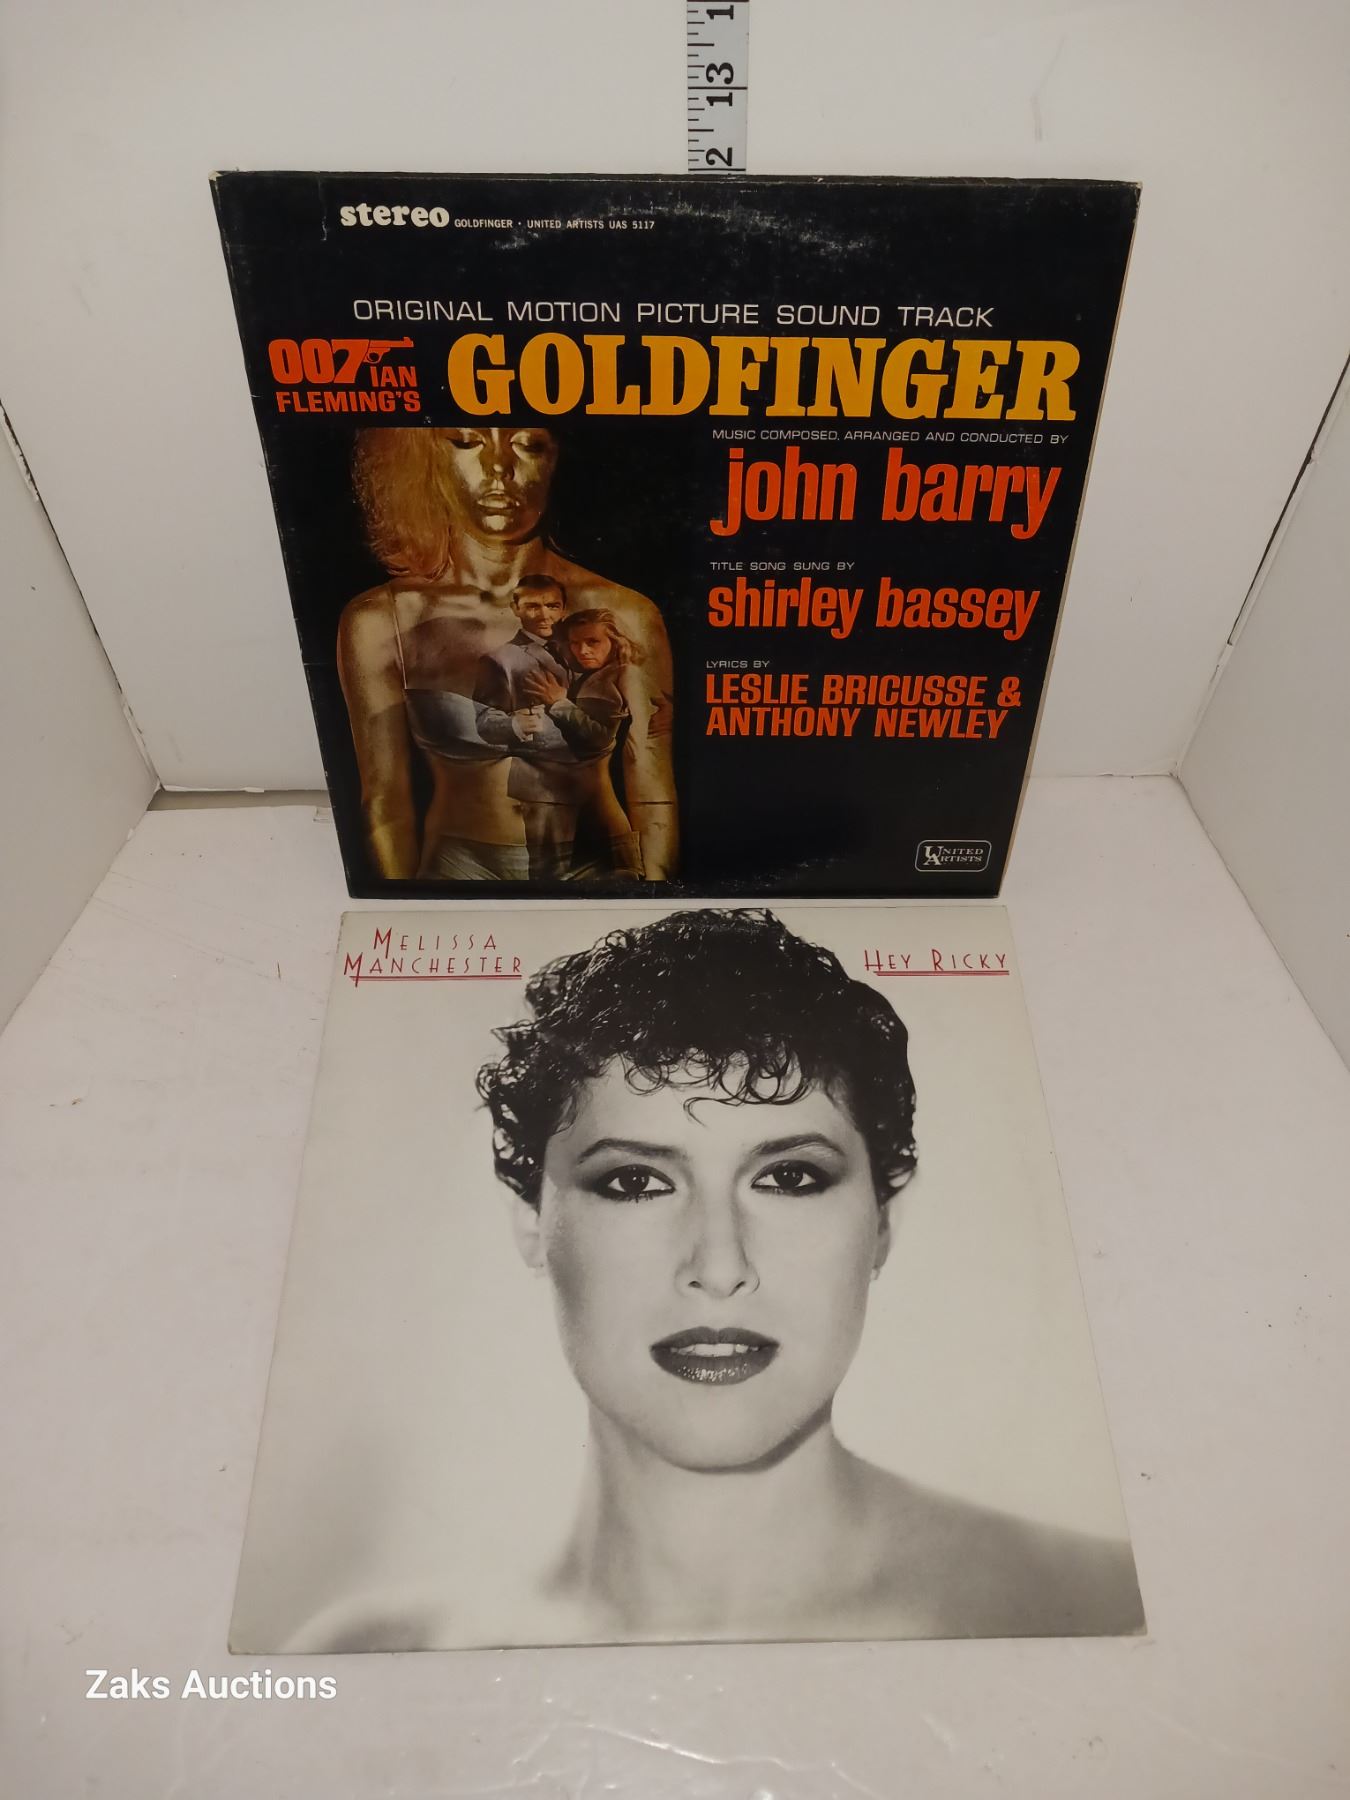 1
13
12
stereo GOLDFINGER · UNITED ARTISTS UAS 5117
ORIGINAL MOTION PICTURE SOUND TRACK
007 IAN FLEMING'S
GOLDFINGER
MUSIC COMPOSED, ARRANGED AND CONDUCTED BY
john barry
TITLE SONG SUNG BY
shirley bassey
LYRICS BY
LESLIE BRICUSSE &
ANTHONY NEWLEY
UNITED
ARTISTS
MELISSA
MANCHESTER
HEY RICKY
Zaks Auctions